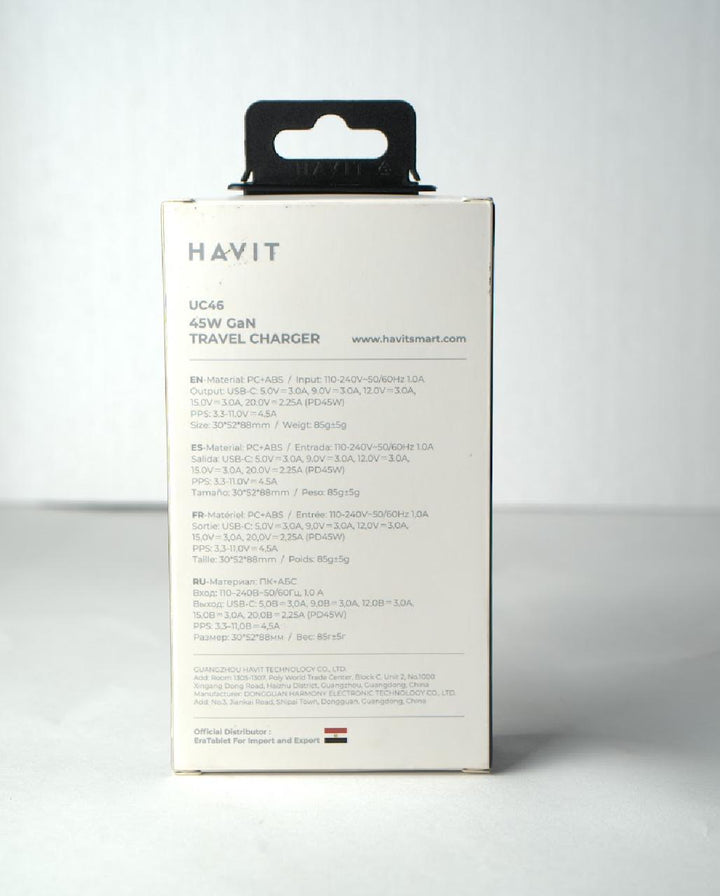 HAVIT
HAVIT
UC46
45W GaN
TRAVEL CHARGER www.havitsmart.com
EN-Material: PC+ABS / Input: 110-240V~50/60Hz 1.0A
Output: USB-C: 5.0V⎓3.0A, 9.0V⎓3.0A, 12.0V⎓3.0A,
15.0V⎓3.0A, 20.0V⎓2.25A (PD45W)
PPS: 3.3-11.0V⎓4.5A
Size: 30*52*88mm / Weigt: 85g±5g
ES-Material: PC+ABS / Entrada: 110-240V~50/60Hz 1.0A
Salida: USB-C: 5.0V⎓3.0A, 9.0V⎓3.0A, 12.0V⎓3.0A,
15.0V⎓3.0A, 20.0V⎓2.25A (PD45W)
PPS: 3.3-11.0V⎓4.5A
Tamaño: 30*52*88mm / Peso: 85g±5g
FR-Matériel: PC+ABS / Entrée: 110-240V~50/60Hz 1,0A
Sortie: USB-C: 5,0V⎓3,0A, 9,0V⎓3,0A, 12,0V⎓3,0A,
15,0V⎓3,0A, 20,0V⎓2,25A (PD45W)
PPS: 3,3-11,0V⎓4,5A
Taille: 30*52*88mm / Poids: 85g±5g
RU-Материал: ПК+АБС
Вход: 110-240В~50/60Гц, 1.0 А
Выход: USB-C: 5,0В⎓3,0А, 9,0В⎓3,0А, 12,0В⎓3,0А,
15,0В⎓3,0А, 20,0В⎓2,25А (PD45W)
PPS: 3,3-11,0В⎓4,5А
Размер: 30*52*88мм / Вес: 85г±5г
GUANGZHOU HAVIT TECHNOLOGY CO., LTD.
Add: Room 1305-1307, Poly World Trade Center, Block C, Unit 2, No.1000
Xingang Dong Road, Haizhu District, Guangzhou, Guangdong, China
Manufacturer: DONGGUAN HARMONY ELECTRONIC TECHNOLOGY CO., LTD.
Add: No.3, Jiankai Road, Shipai Town, Dongguan, Guangdong, China
Official Distributor :
EraTablet For Import and Export